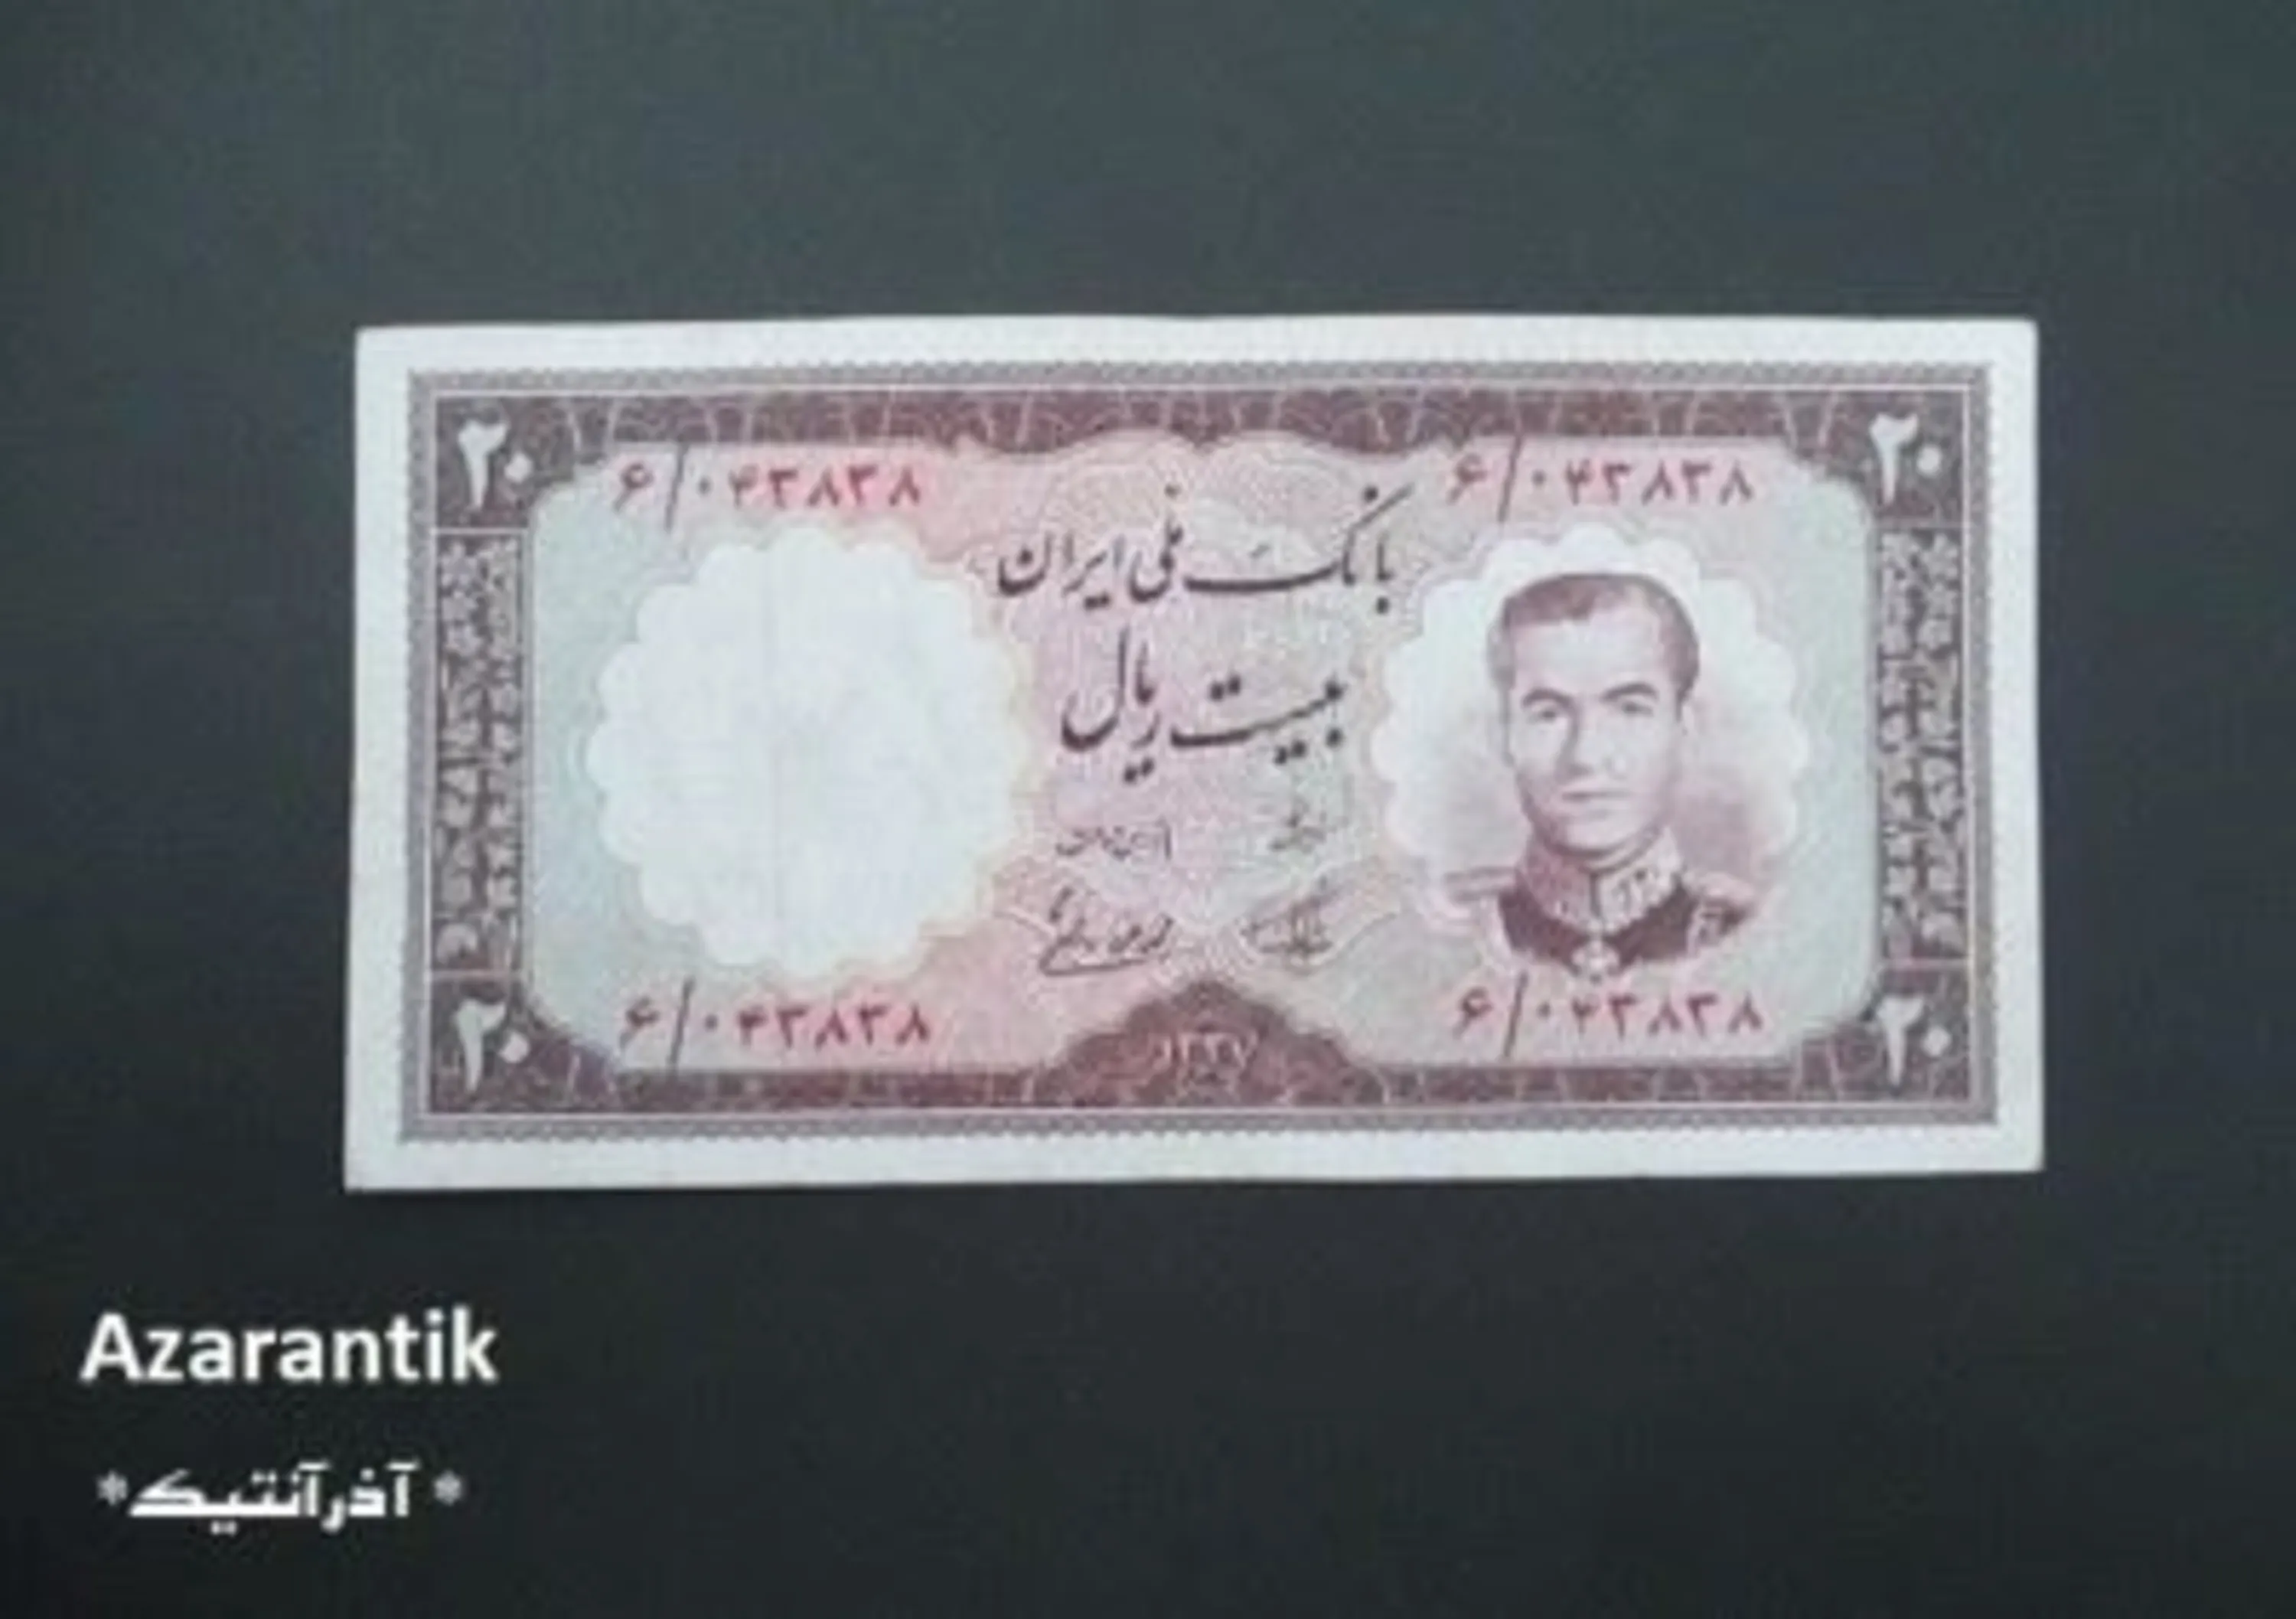 ۲۰
۲۰
۶/۰۴۳۸۳۸
۶/۰۴۳۸۳۸
بانک ملی ایران
بیست ریال
۶/۰۴۳۸۳۸
۶/۰۴۳۸۳۸
۱۳۳۷
۲۰
۲۰
Azarantik
* آذرآنتیک*